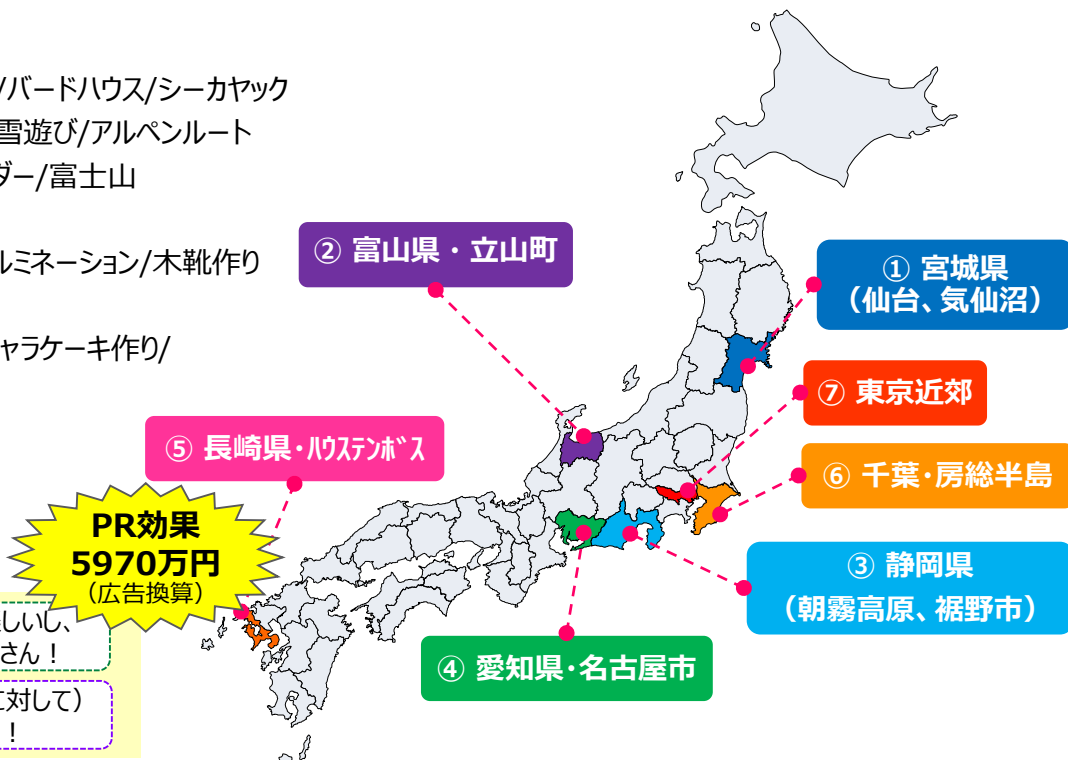 /バードハウス/シーカヤック
雪遊び/アルペンルート
ダー/富士山
ルミネーション/木靴作り
ャラケーキ作り/
② 富山県・立山町
① 宮城県
（仙台、気仙沼）
⑦ 東京近郊
⑤ 長崎県・ﾊｳｽﾃﾝﾎﾞｽ
⑥ 千葉・房総半島
PR効果
5970万円
（広告換算）
③ 静岡県
（朝霧高原、裾野市）
④ 愛知県・名古屋市
しいし、
さん！
に対して）
！